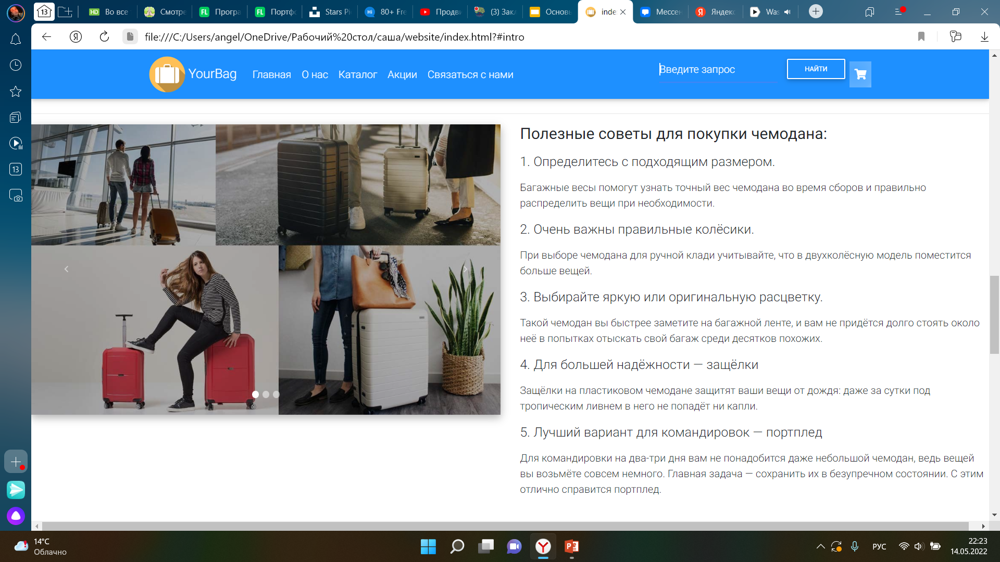 13
Во все
Смотре
Програ
Портфо
Stars Pi
80+ Fre
Продви
(3) Закл
Основь
inde
Мессен
Яндекс
Was
file:///C:/Users/angel/OneDrive/Рабочий%20стол/саша/website/index.html?#intro
YourBag
Главная
О нас
Каталог
Акции
Связаться с нами
Введите запрос
НАЙТИ
13
Полезные советы для покупки чемодана:
1. Определитесь с подходящим размером.
Багажные весы помогут узнать точный вес чемодана во время сборов и правильно
распределить вещи при необходимости.
2. Очень важны правильные колёсики.
При выборе чемодана для ручной клади учитывайте, что в двухколёсную модель поместится
больше вещей.
3. Выбирайте яркую или оригинальную расцветку.
Такой чемодан вы быстрее заметите на багажной ленте, и вам не придётся долго стоять около
неё в попытках отыскать свой багаж среди десятков похожих.
4. Для большей надёжности — защёлки
Защёлки на пластиковом чемодане защитят ваши вещи от дождя: даже за сутки под
тропическим ливнем в него не попадёт ни капли.
5. Лучший вариант для командировок — портплед
Для командировки на два-три дня вам не понадобится даже небольшой чемодан, ведь вещей
вы возьмёте совсем немного. Главная задача — сохранить их в безупречном состоянии. С этим
отлично справится портплед.
14°C
Облачно
РУС
22:23
14.05.2022